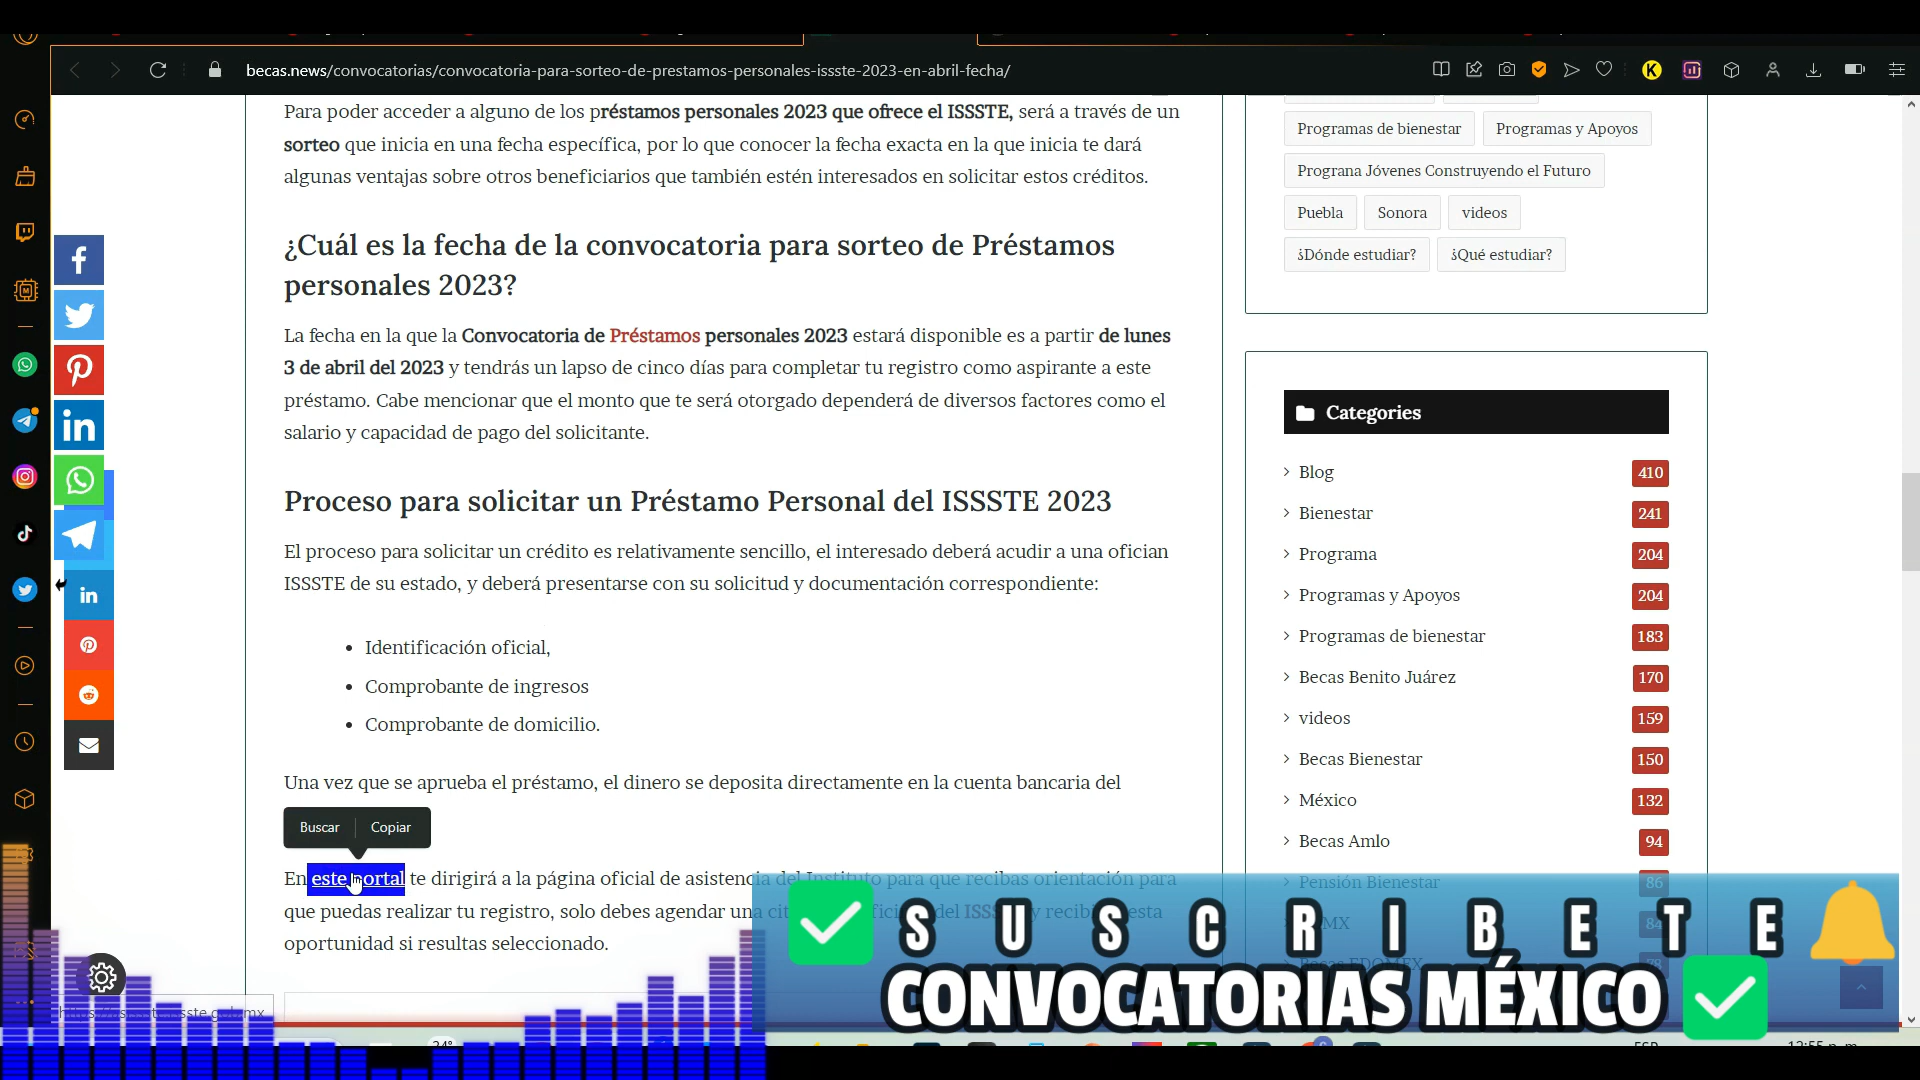 becas.news/convocatorias/convocatoria-para-sorteo-de-prestamos-personales-issste-2023-en-abril-fecha/
Para poder acceder a alguno de los préstamos personales 2023 que ofrece el ISSSTE, será a través de un
sorteo que inicia en una fecha específica, por lo que conocer la fecha exacta en la que inicia te dará
algunas ventajas sobre otros beneficiarios que también estén interesados en solicitar estos créditos.
¿Cuál es la fecha de la convocatoria para sorteo de Préstamos
personales 2023?
La fecha en la que la Convocatoria de Préstamos personales 2023 estará disponible es a partir de lunes
3 de abril del 2023 y tendrás un lapso de cinco días para completar tu registro como aspirante a este
préstamo. Cabe mencionar que el monto que te será otorgado dependerá de diversos factores como el
salario y capacidad de pago del solicitante.
Proceso para solicitar un Préstamo Personal del ISSSTE 2023
El proceso para solicitar un crédito es relativamente sencillo, el interesado deberá acudir a una ofician
ISSSTE de su estado, y deberá presentarse con su solicitud y documentación correspondiente:
• Identificación oficial,
• Comprobante de ingresos
• Comprobante de domicilio.
Una vez que se aprueba el préstamo, el dinero se deposita directamente en la cuenta bancaria del
Buscar Copiar
En este portal te dirigirá a la página oficial de asistencia del Instituto para que recibas orientación para
que puedas realizar tu registro, solo debes agendar una
oportunidad si resultas seleccionado.
Programas de bienestar Programas y Apoyos
Prograna Jóvenes Construyendo el Futuro
Puebla Sonora videos
¿Dónde estudiar? ¿Qué estudiar?
Categories
Blog 410
Bienestar 241
Programa 204
Programas y Apoyos 204
Programas de bienestar 183
Becas Benito Juárez 170
videos 159
Becas Bienestar 150
México 132
Becas Amlo 94
Pensión Bienestar 86
SUSCRIBETE
CONVOCATORIAS MÉXICO